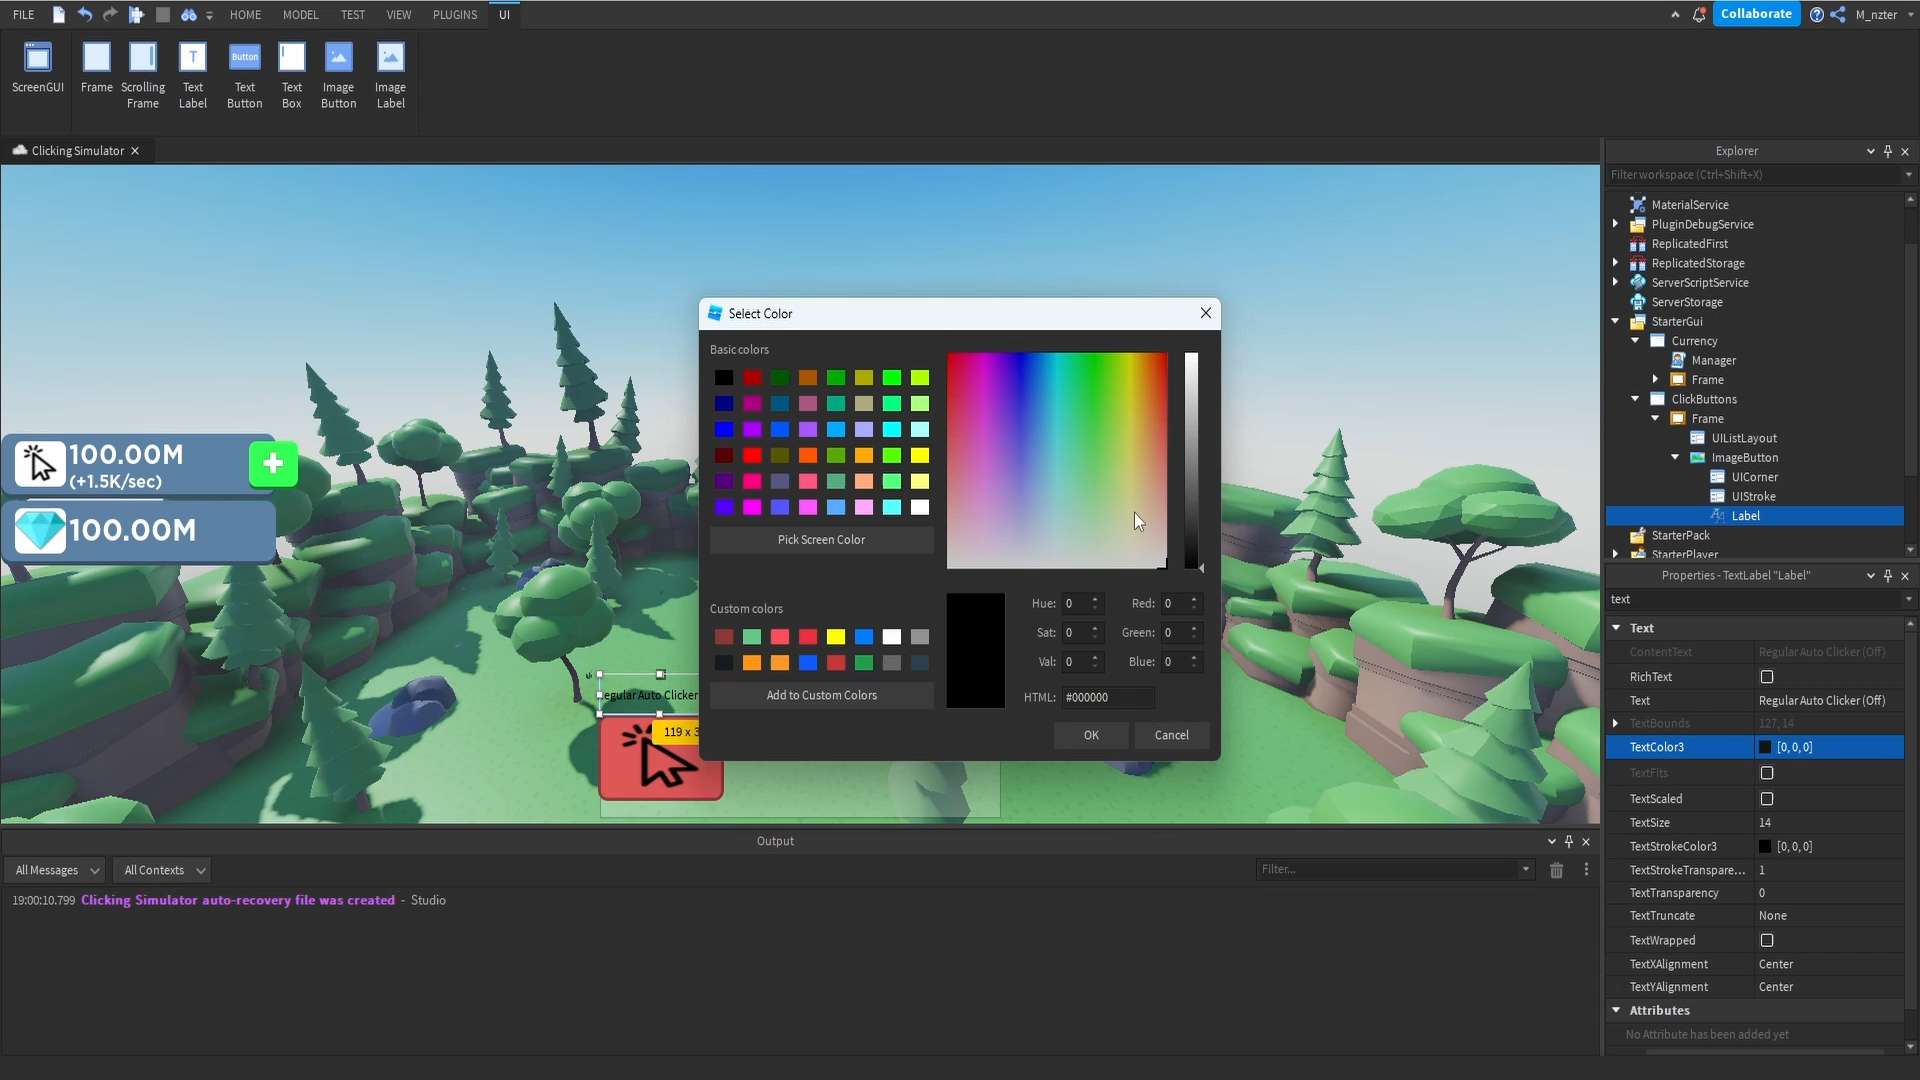 FILE HOME MODEL TEST VIEW PLUGINS UI Collaborate M_nzter
ScreenGUI Frame Scrolling Frame Text Label Button Text Button Text Box Image Button Image Label
Clicking Simulator
100.00M
(+1.5K/sec)
100.00M
Regular Auto Clicker
119 x 3
Select Color
Basic colors
Pick Screen Color
Custom colors
Add to Custom Colors
Hue: 0 Red: 0
Sat: 0 Green: 0
Val: 0 Blue: 0
HTML: #000000
OK Cancel
Explorer
Filter workspace (Ctrl+Shift+X)
MaterialService
PluginDebugService
ReplicatedFirst
ReplicatedStorage
ServerScriptService
ServerStorage
StarterGui
Currency
Manager
Frame
ClickButtons
Frame
UIListLayout
ImageButton
UICorner
UIStroke
Label
StarterPack
StarterPlayer
Properties - TextLabel "Label"
text
Text
ContentText Regular Auto Clicker (Off)
RichText
Text Regular Auto Clicker (Off)
TextBounds 127, 14
TextColor3 [0, 0, 0]
TextFits
TextScaled
TextSize 14
TextStrokeColor3 [0, 0, 0]
TextStrokeTranspare... 1
TextTransparency 0
TextTruncate None
TextWrapped
TextXAlignment Center
TextYAlignment Center
Attributes
No Attribute has been added yet
Output
All Messages All Contexts Filter...
19:00:10.799 Clicking Simulator auto-recovery file was created - Studio